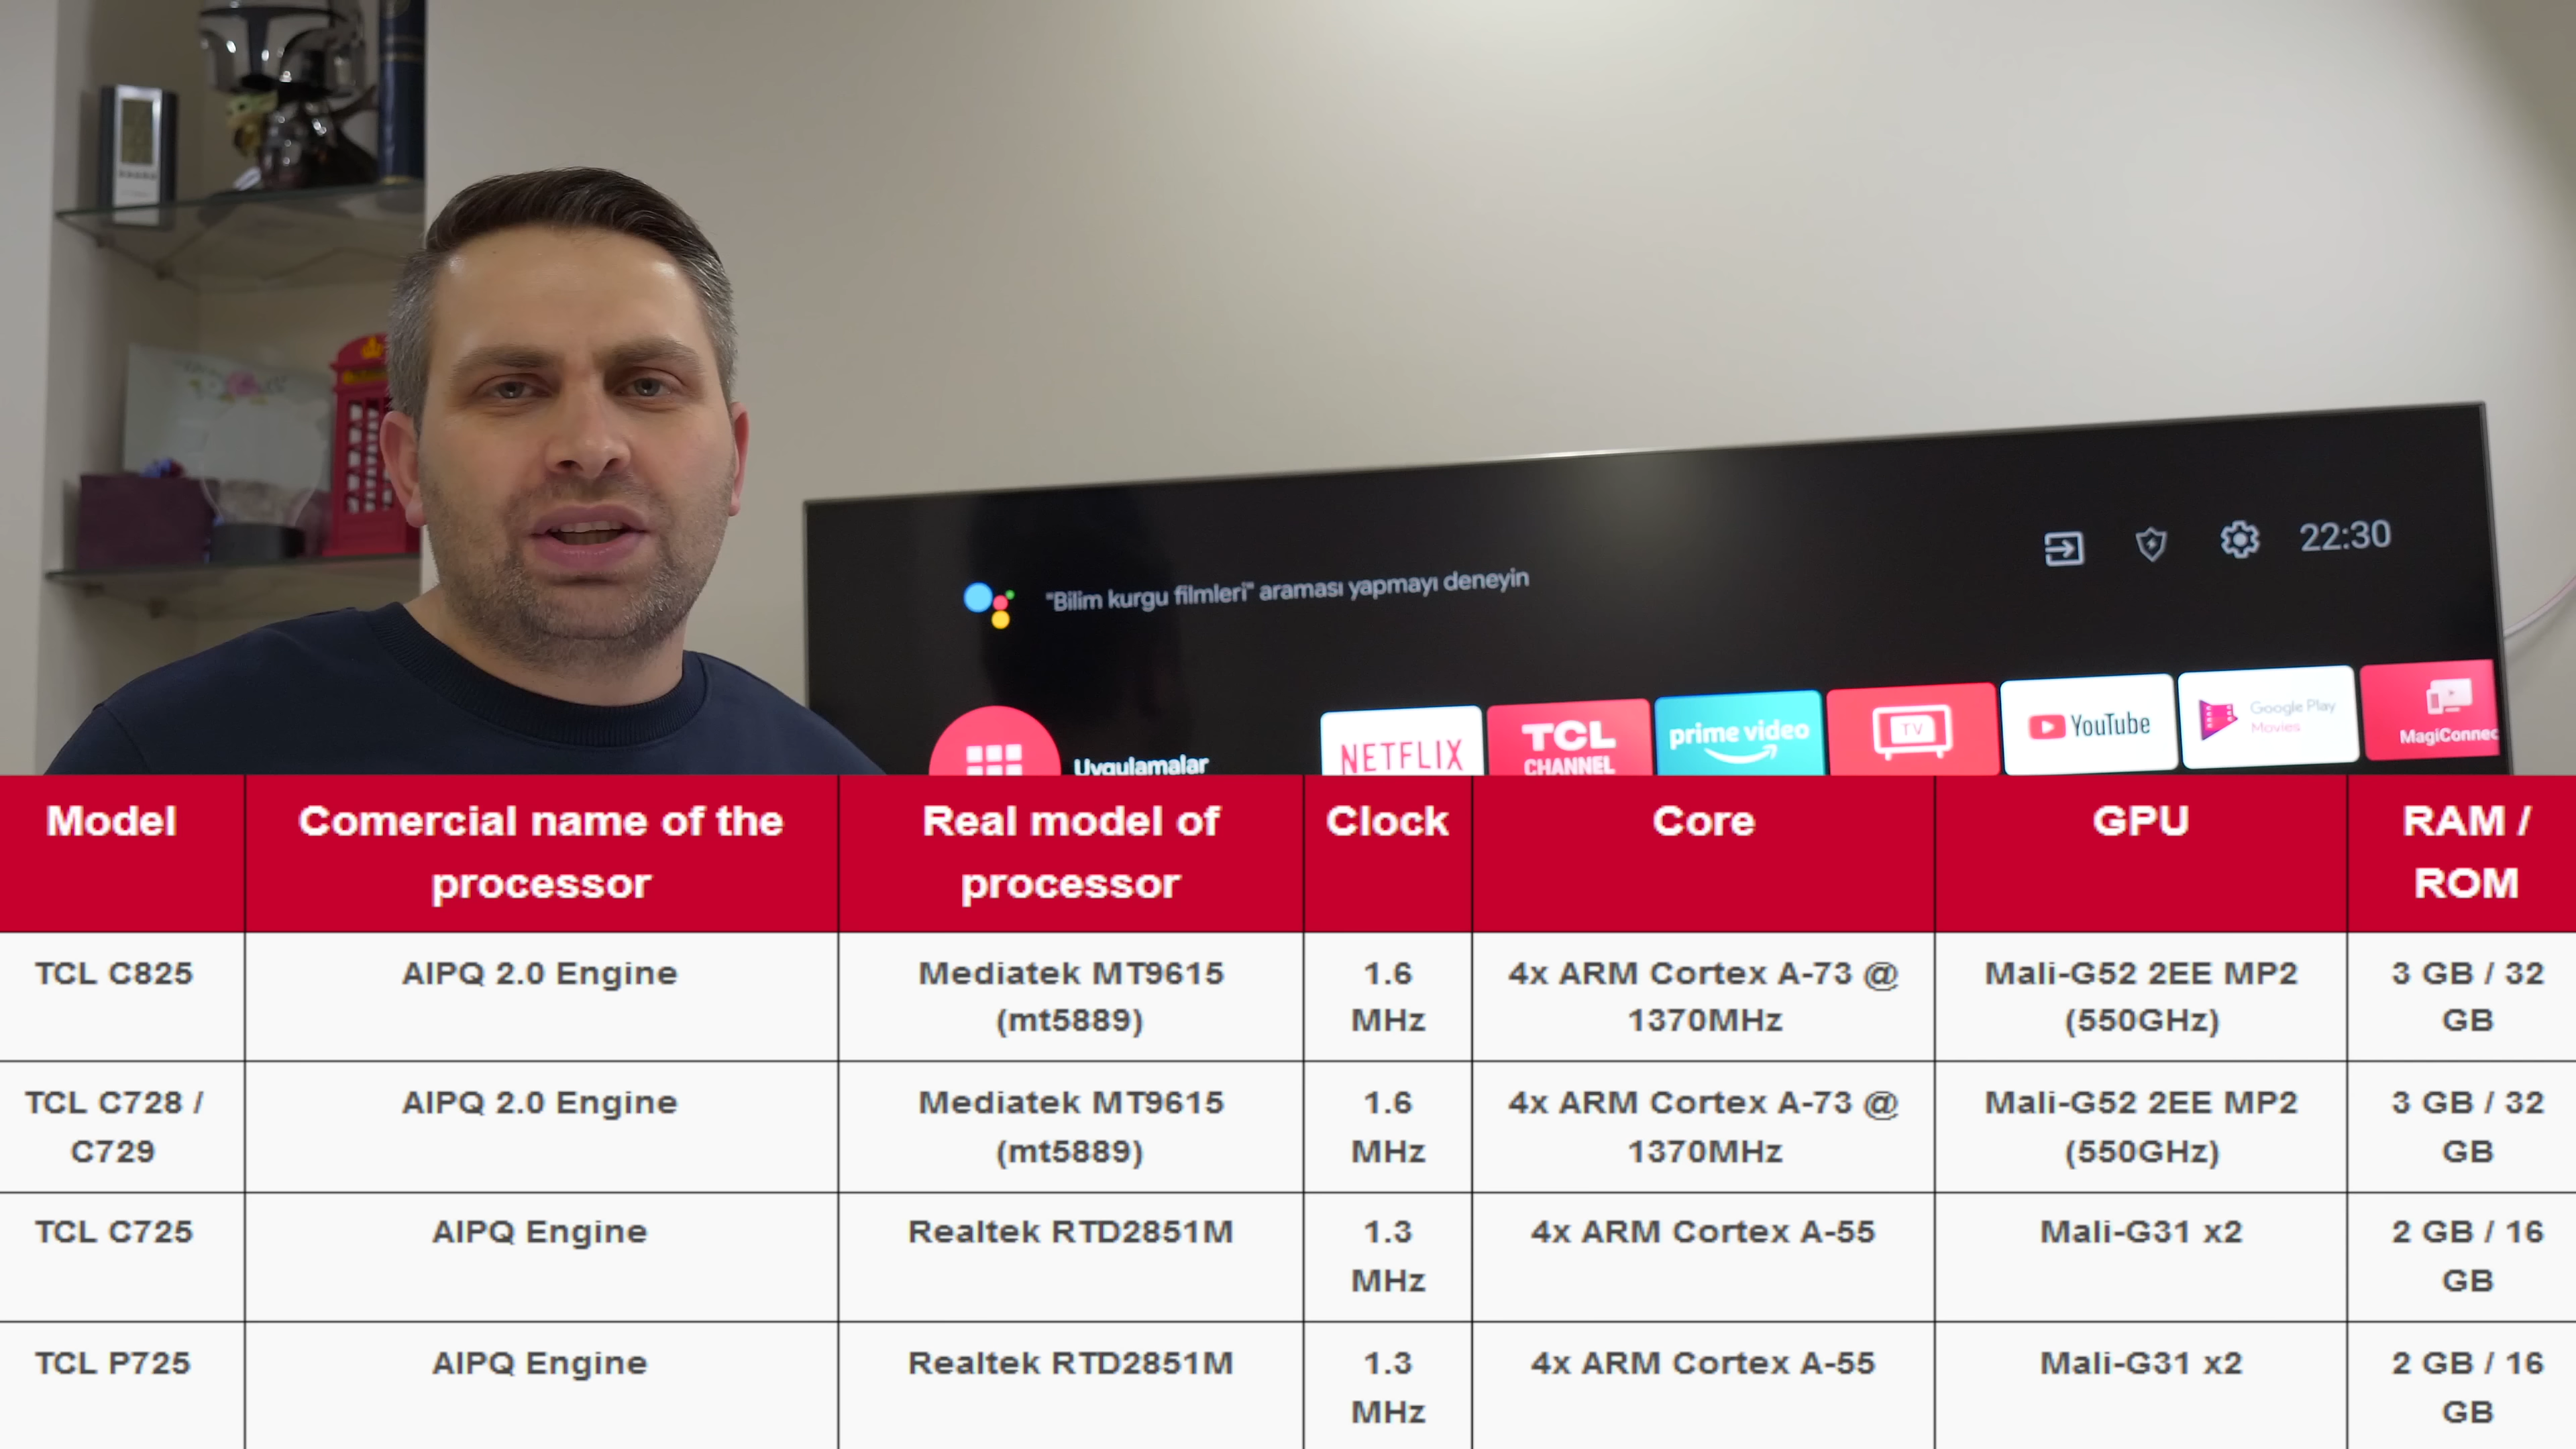 22:30
"Bilim kurgu filmleri" araması yapmayı deneyin
Uygulamalar
NETFLIX
TCL
CHANNEL
prime video
TV
YouTube
Google Play
Movies
MagiConnec
Model
Comercial name of the
processor
Real model of
processor
Clock
Core
GPU
RAM /
ROM
TCL C825
AIPQ 2.0 Engine
Mediatek MT9615
(mt5889)
1.6
MHz
4x ARM Cortex A-73 @
1370MHz
Mali-G52 2EE MP2
(550GHz)
3 GB / 32
GB
TCL C728 /
C729
AIPQ 2.0 Engine
Mediatek MT9615
(mt5889)
1.6
MHz
4x ARM Cortex A-73 @
1370MHz
Mali-G52 2EE MP2
(550GHz)
3 GB / 32
GB
TCL C725
AIPQ Engine
Realtek RTD2851M
1.3
MHz
4x ARM Cortex A-55
Mali-G31 x2
2 GB / 16
GB
TCL P725
AIPQ Engine
Realtek RTD2851M
1.3
MHz
4x ARM Cortex A-55
Mali-G31 x2
2 GB / 16
GB